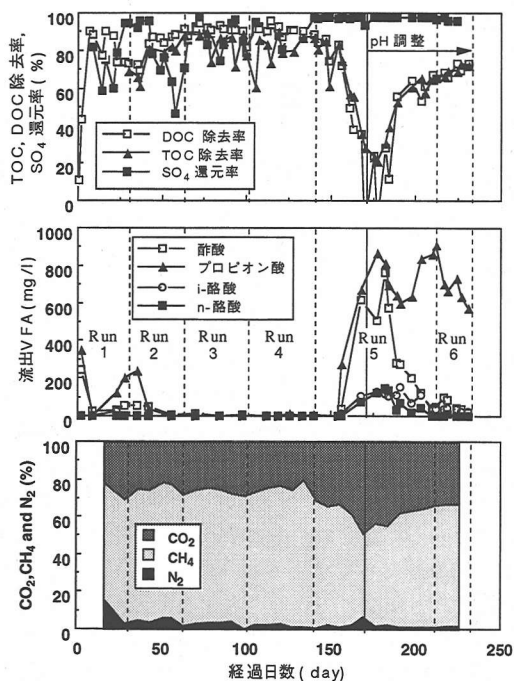 TOC, DOC 除去率,
SO4 還元率 ( % )
100
80
60
40
20
0
pH 調整
DOC 除去率
TOC 除去率
SO4 還元率
流出V FA ( mg / l )
1000
800
600
400
200
0
酢酸
プロピオン酸
i-酪酸
n-酪酸
Run 1
Run 2
Run 3
Run 4
Run 5
Run 6
CO2,CH4 and N2 (%)
100
80
60
40
20
0
CO2
CH4
N2
0 50 100 150 200 250
経過日数 ( day )